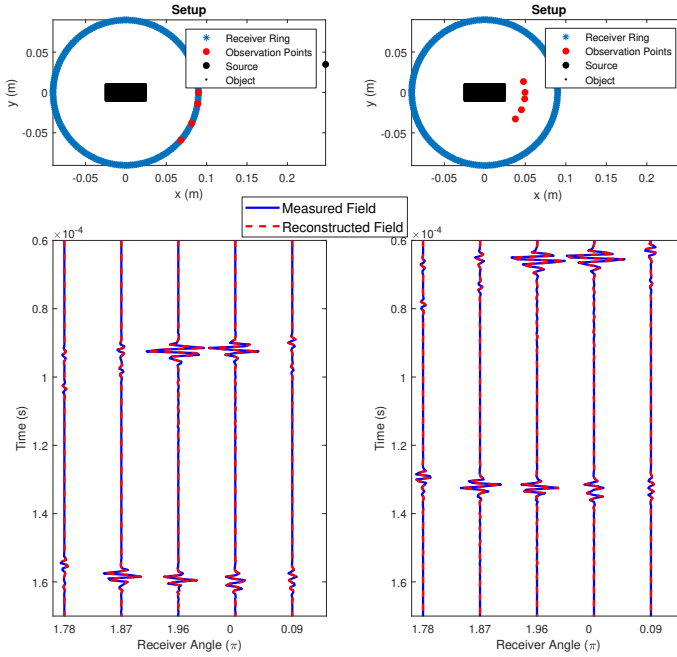 Setup
Receiver Ring
Observation Points
Source
Object
0.05
0
-0.05
y (m)
-0.05 0 0.05 0.1 0.15 0.2
x (m)
Setup
Receiver Ring
Observation Points
Source
Object
0.05
0
-0.05
y (m)
-0.05 0 0.05 0.1 0.15 0.2
x (m)
Measured Field
Reconstructed Field
×10⁻⁴
0.6
0.8
1
1.2
1.4
1.6
Time (s)
1.78 1.87 1.96 0 0.09
Receiver Angle (π)
×10⁻⁴
0.6
0.8
1
1.2
1.4
1.6
Time (s)
1.78 1.87 1.96 0 0.09
Receiver Angle (π)